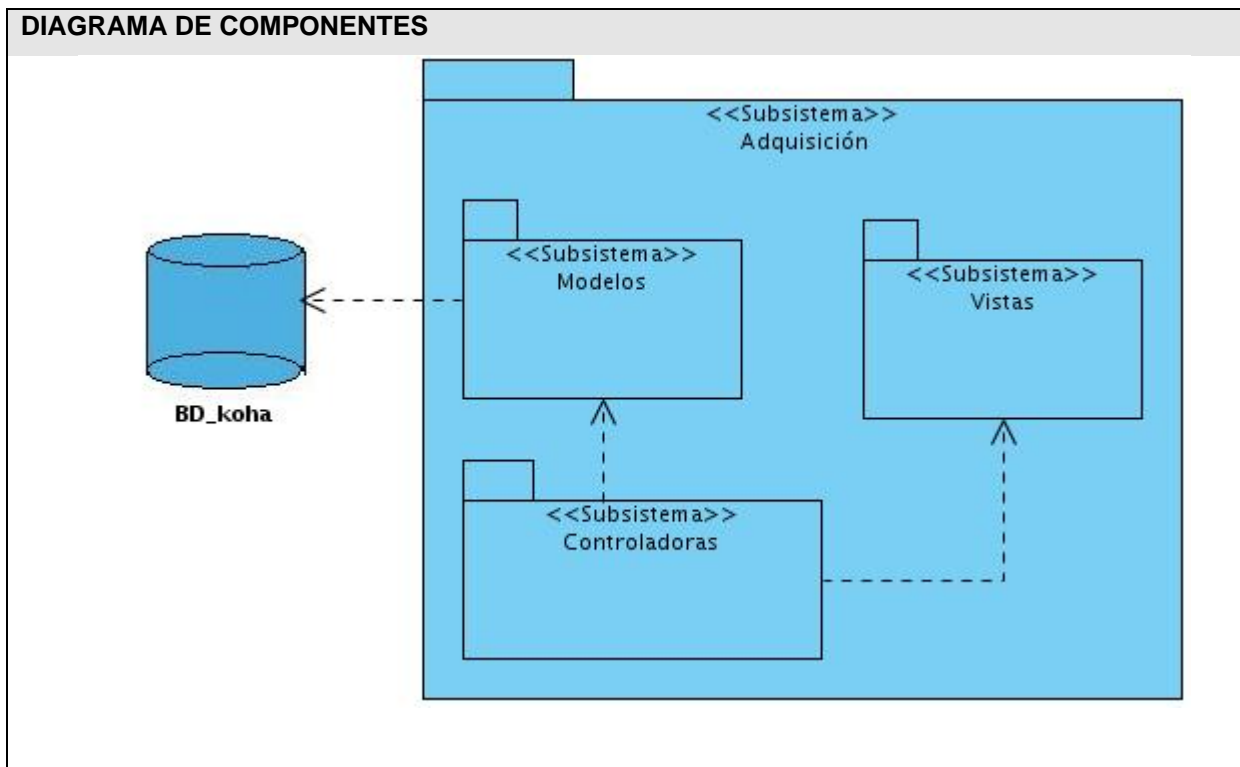 DIAGRAMA DE COMPONENTES
<<Subsistema>>
Adquisición
<<Subsistema>>
Modelos
<<Subsistema>>
Vistas
BD_koha
<<Subsistema>>
Controladoras